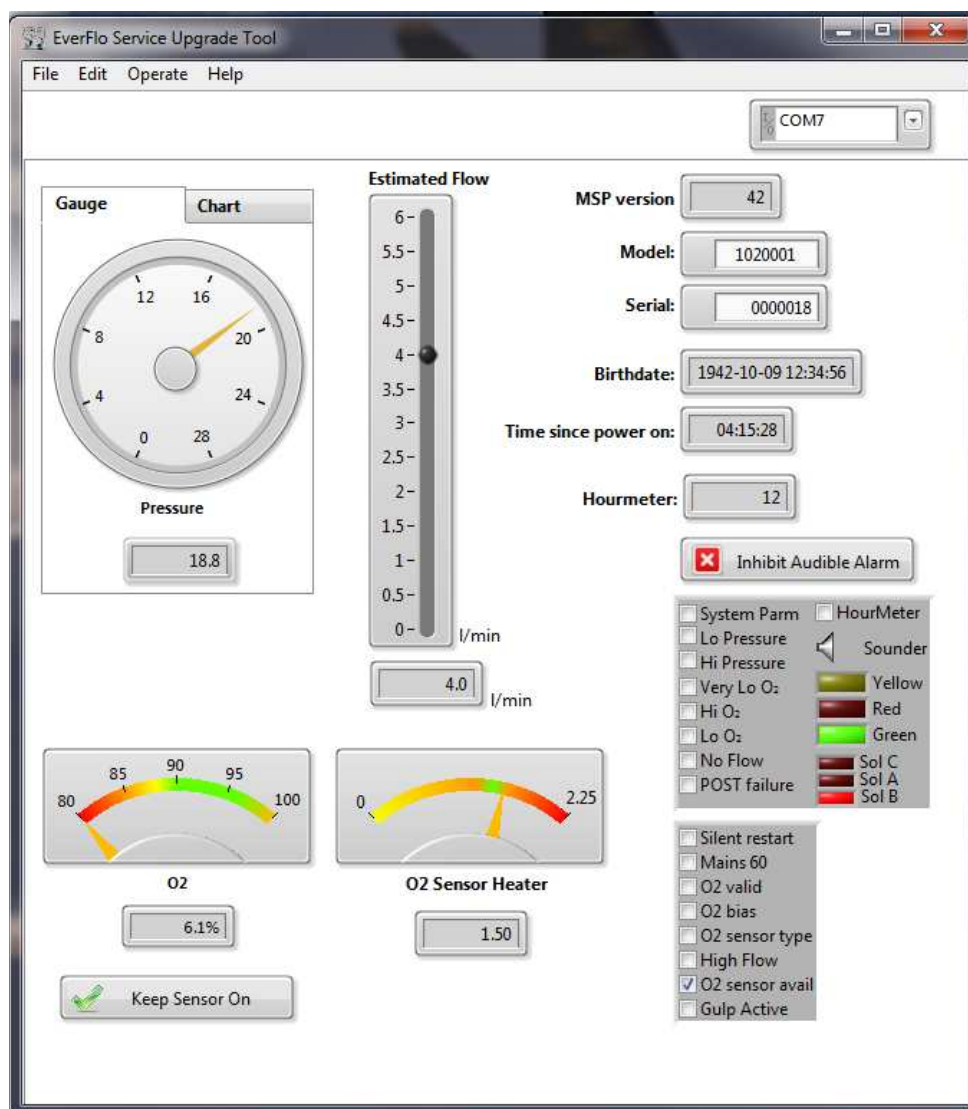 EverFlo Service Upgrade Tool
File Edit Operate Help
COM7
Gauge Chart
0
4
8
12
16
20
24
28
Pressure
18.8
Estimated Flow
6
5.5
5
4.5
4
3.5
3
2.5
2
1.5
1
0.5
0
l/min
4.0 l/min
MSP version 42
Model: 1020001
Serial: 0000018
Birthdate: 1942-10-09 12:34:56
Time since power on: 04:15:28
Hourmeter: 12
Inhibit Audible Alarm
System Parm HourMeter
Lo Pressure
Sounder
Hi Pressure
Very Lo O₂ Yellow
Hi O₂ Red
Lo O₂ Green
No Flow Sol C
POST failure Sol A
Sol B
80 85 90 95 100
O2
6.1%
Keep Sensor On
0 2.25
O2 Sensor Heater
1.50
Silent restart
Mains 60
O2 valid
O2 bias
O2 sensor type
High Flow
O2 sensor avail
Gulp Active